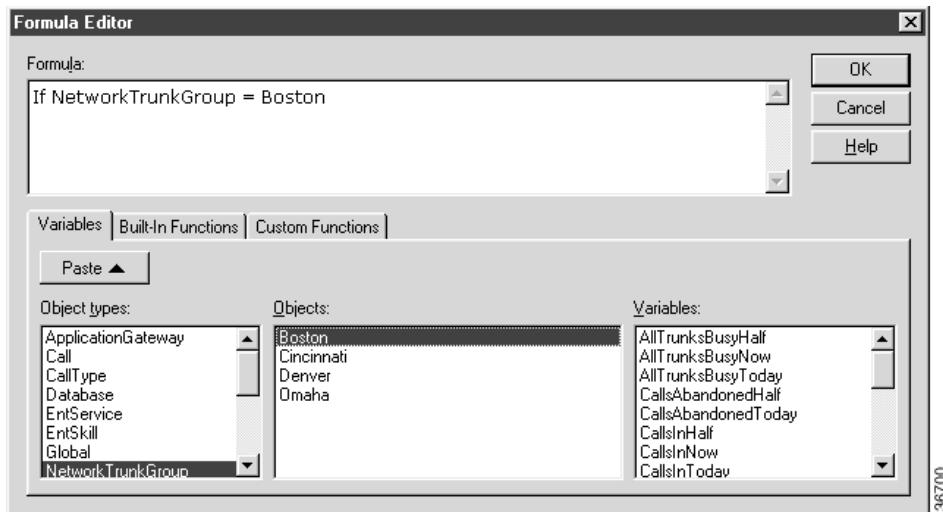 Formula Editor
Formula:
If NetworkTrunkGroup = Boston
OK
Cancel
Help
Variables
Built-In Functions
Custom Functions
Paste
Object types:
ApplicationGateway
Call
CallType
Database
EntService
EntSkill
Global
NetworkTrunkGroup
Objects:
Boston
Cincinnati
Denver
Omaha
Variables:
AllTrunksBusyHalf
AllTrunksBusyNow
AllTrunksBusyToday
CallsAbandonedHalf
CallsAbandonedToday
CallsInHalf
CallsInNow
CallsInToday
36700